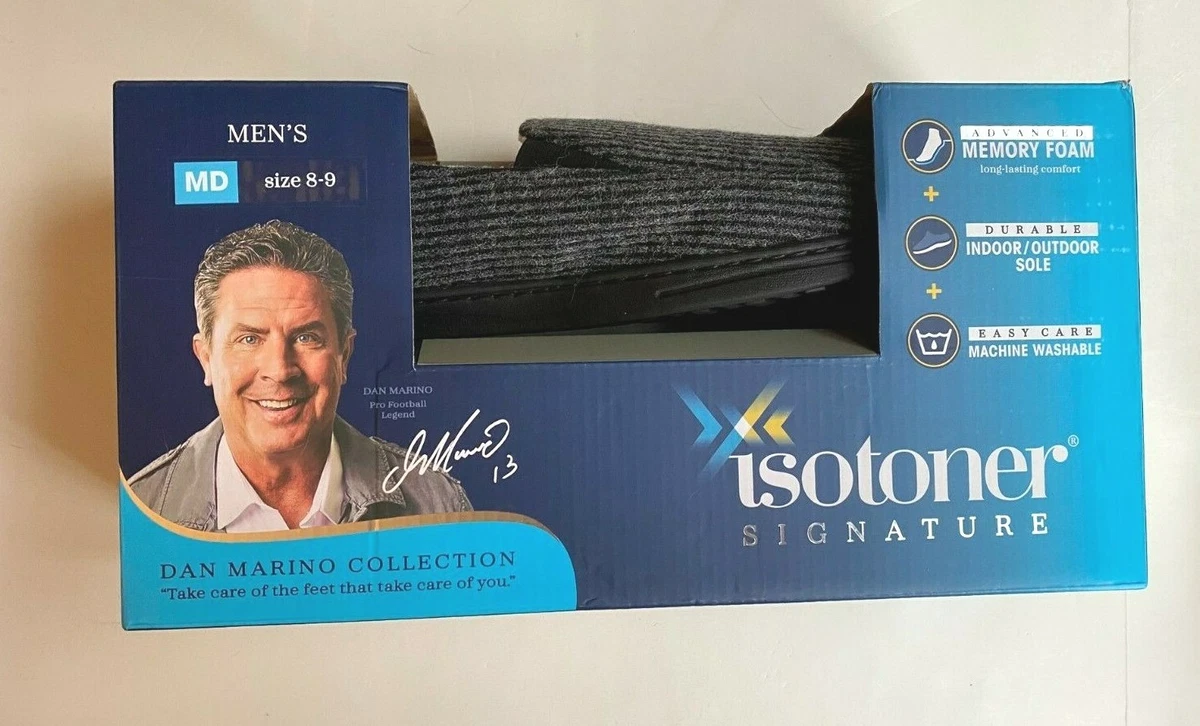 MEN'S
MD size 8-9
DAN MARINO
Pro Football
Legend
13
DAN MARINO COLLECTION
“Take care of the feet that take care of you.”
ADVANCED
MEMORY FOAM
long-lasting comfort
+
DURABLE
INDOOR/OUTDOOR
SOLE
+
EASY CARE
MACHINE WASHABLE
isotoner®
SIGNATURE